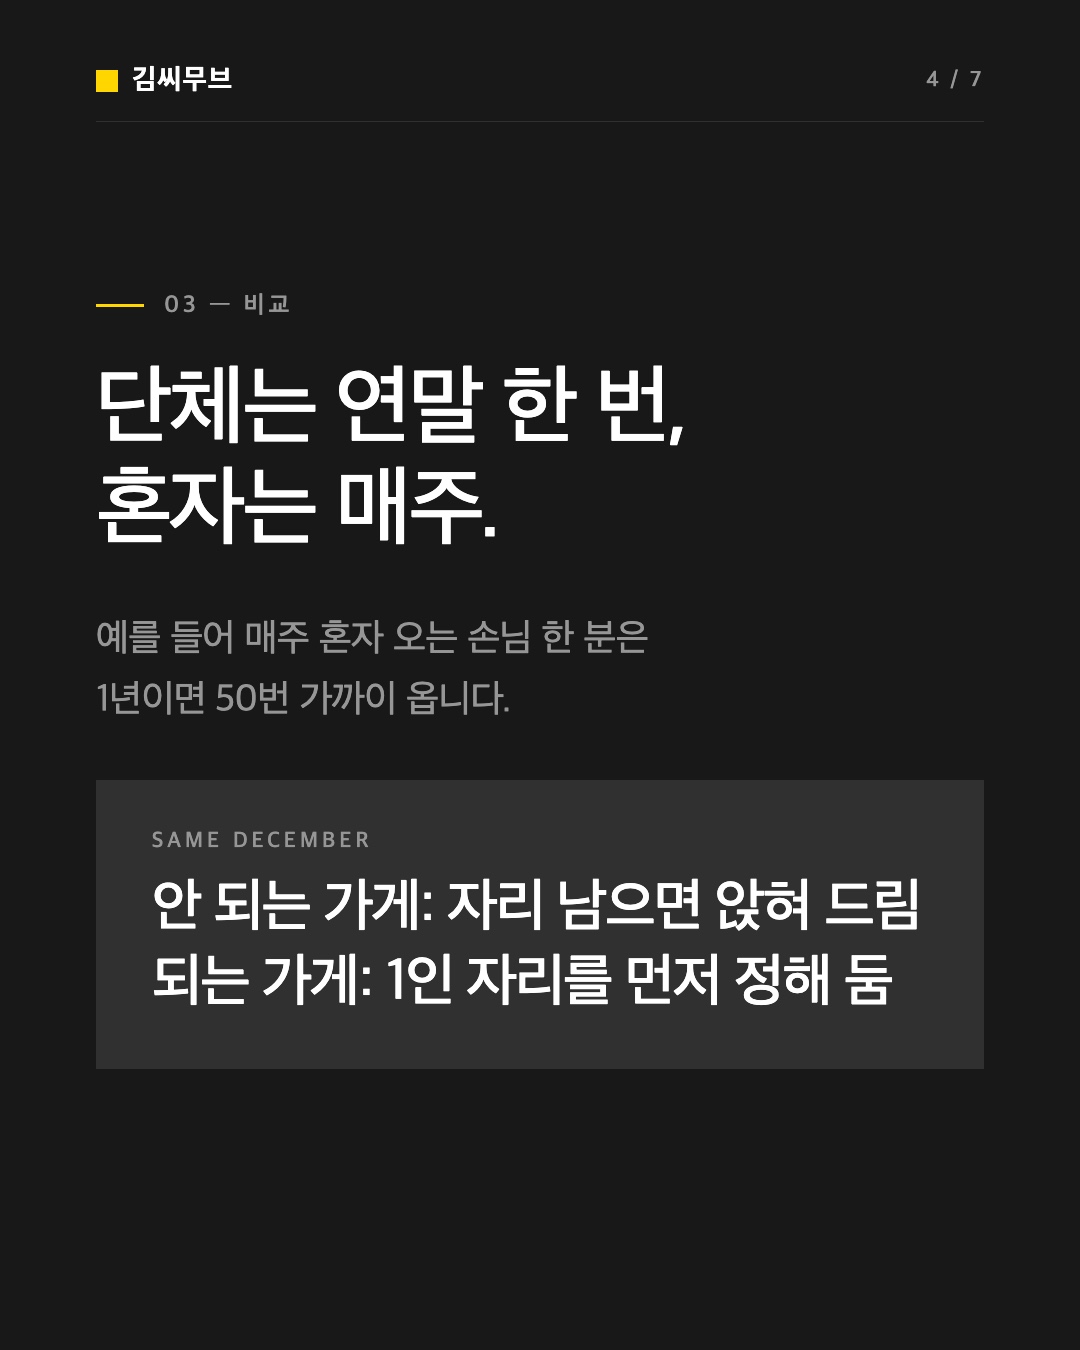 김씨무브
4 / 7
03 — 비교
단체는 연말 한 번,
혼자는 매주.
예를 들어 매주 혼자 오는 손님 한 분은
1년이면 50번 가까이 옵니다.
SAME DECEMBER
안 되는 가게: 자리 남으면 앉혀 드림
되는 가게: 1인 자리를 먼저 정해 둠